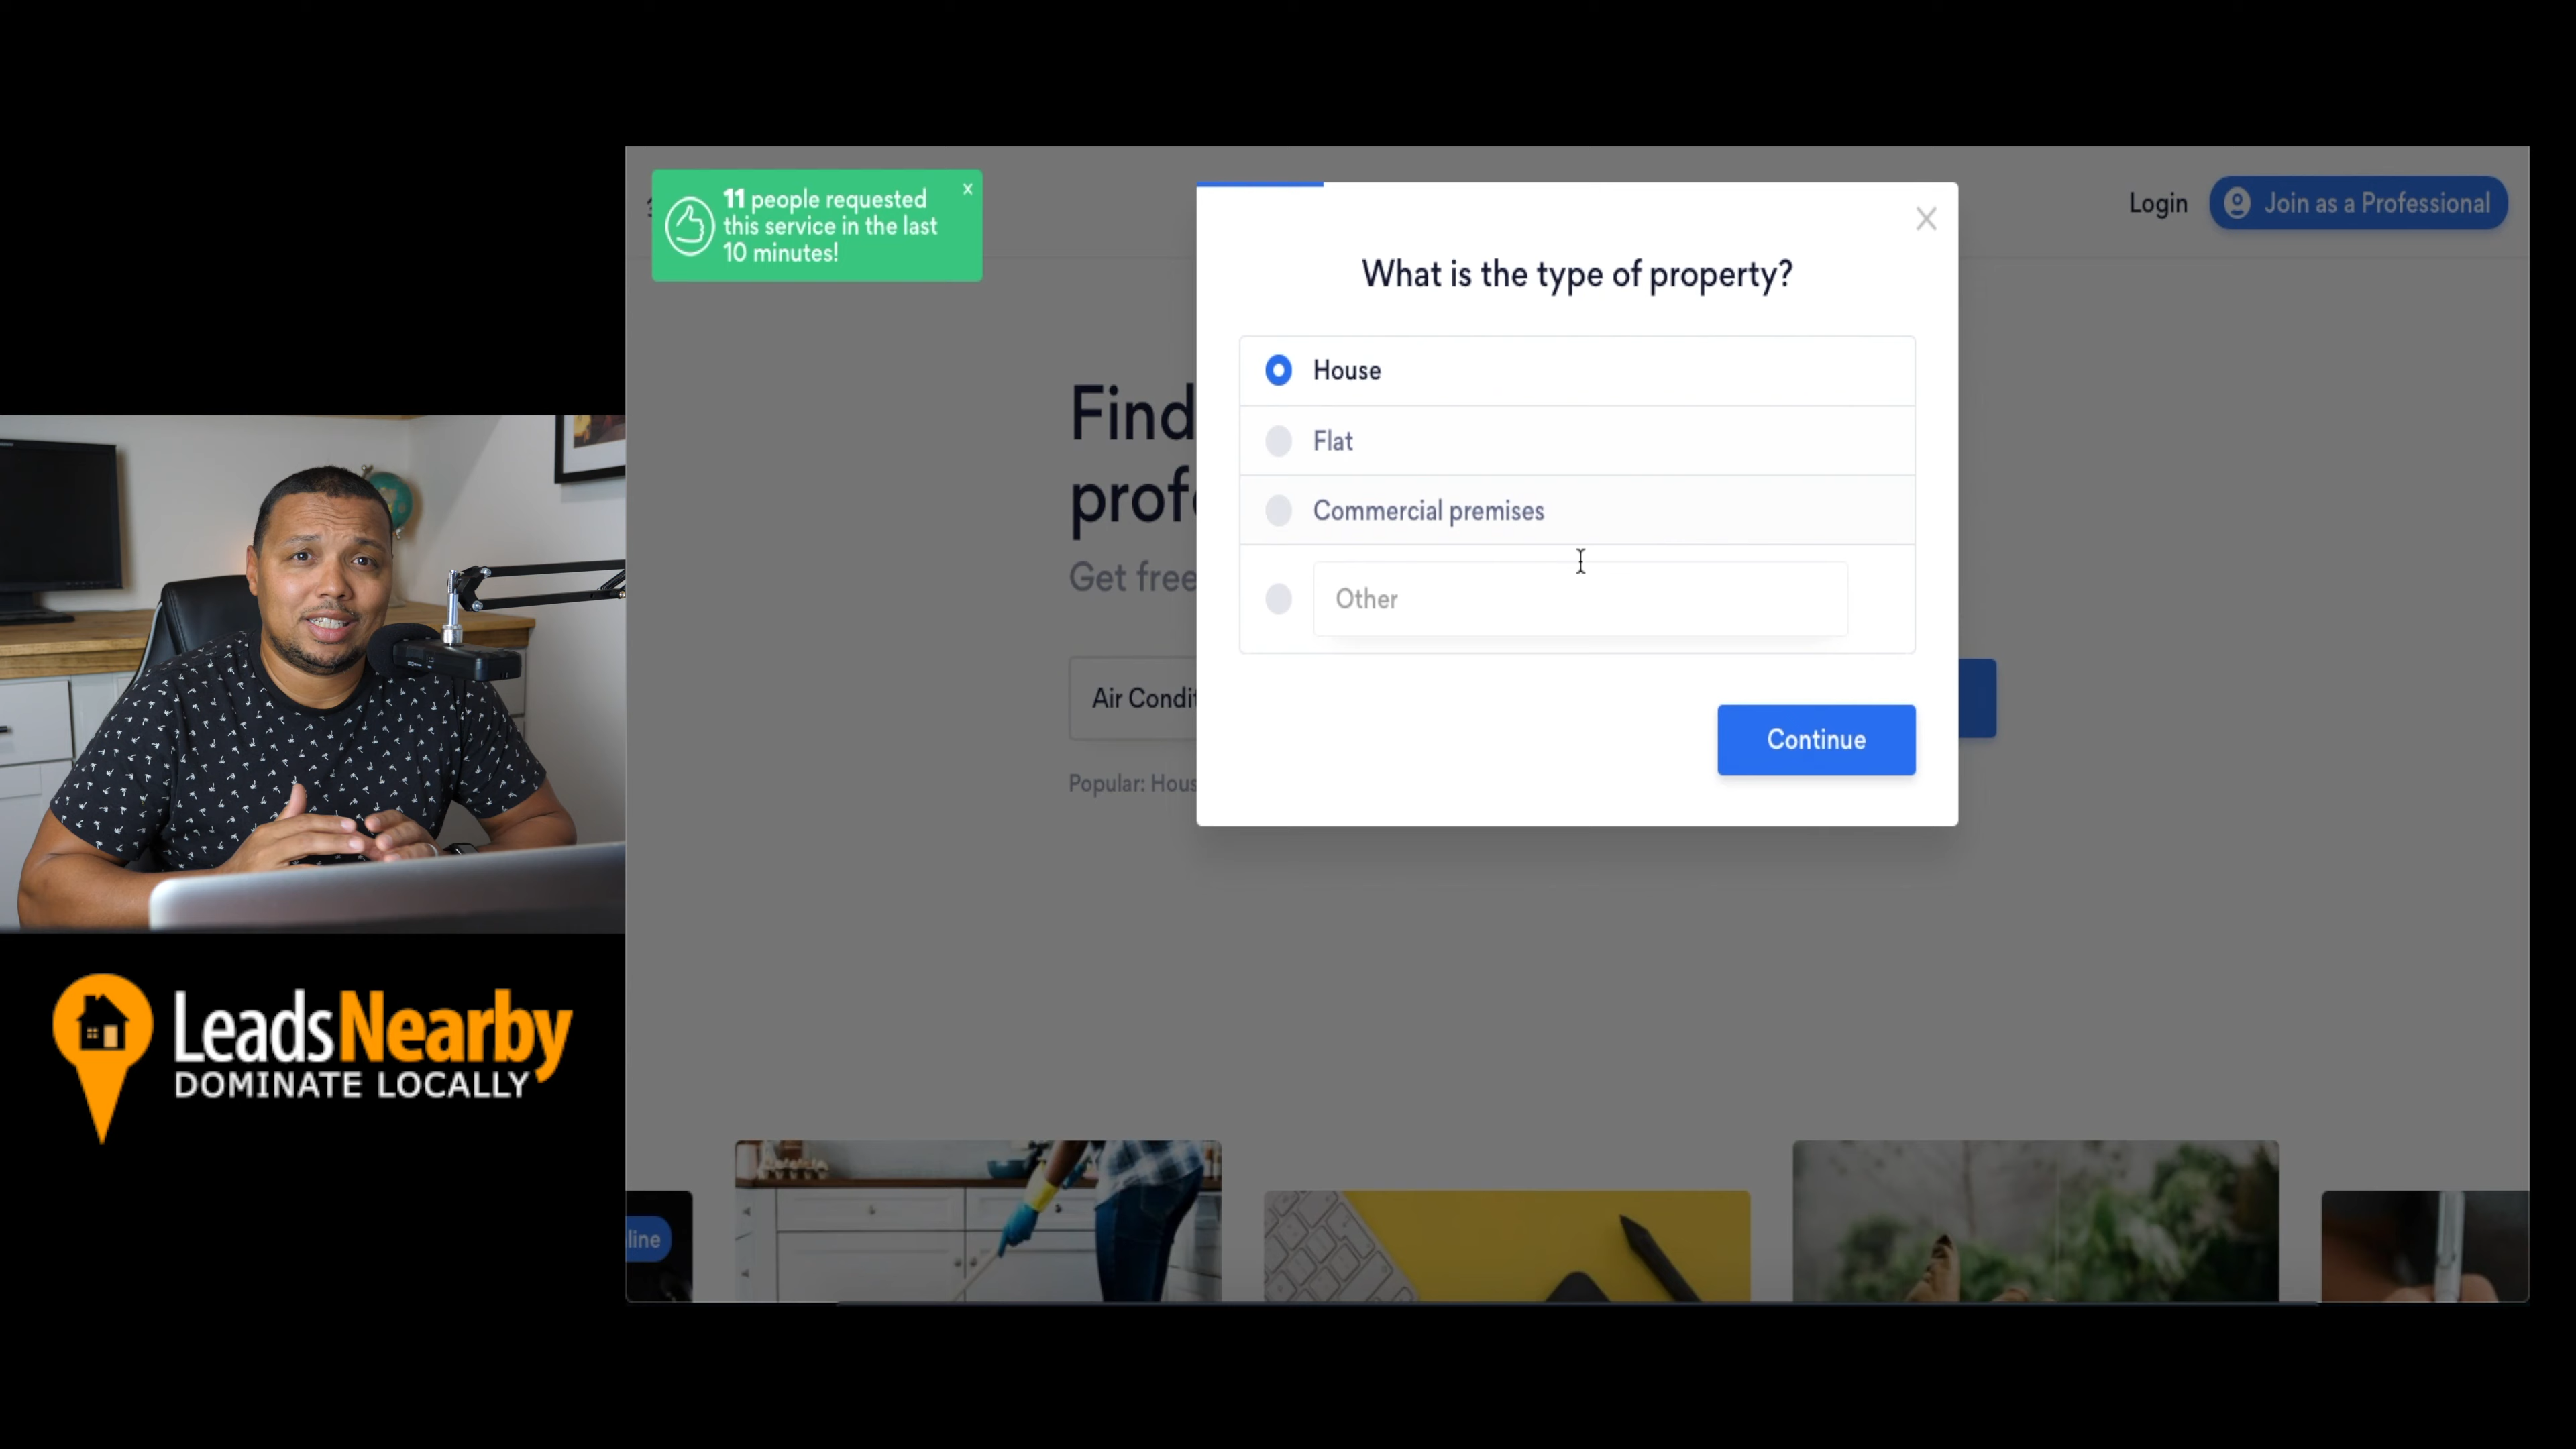 11 people requested
this service in the last
10 minutes!
x
Login
Join as a Professional
What is the type of property?
House
Flat
Commercial premises
Other
Continue
Find
Get free
Air Condit
Popular: Hous
line
LeadsNearby
DOMINATE LOCALLY